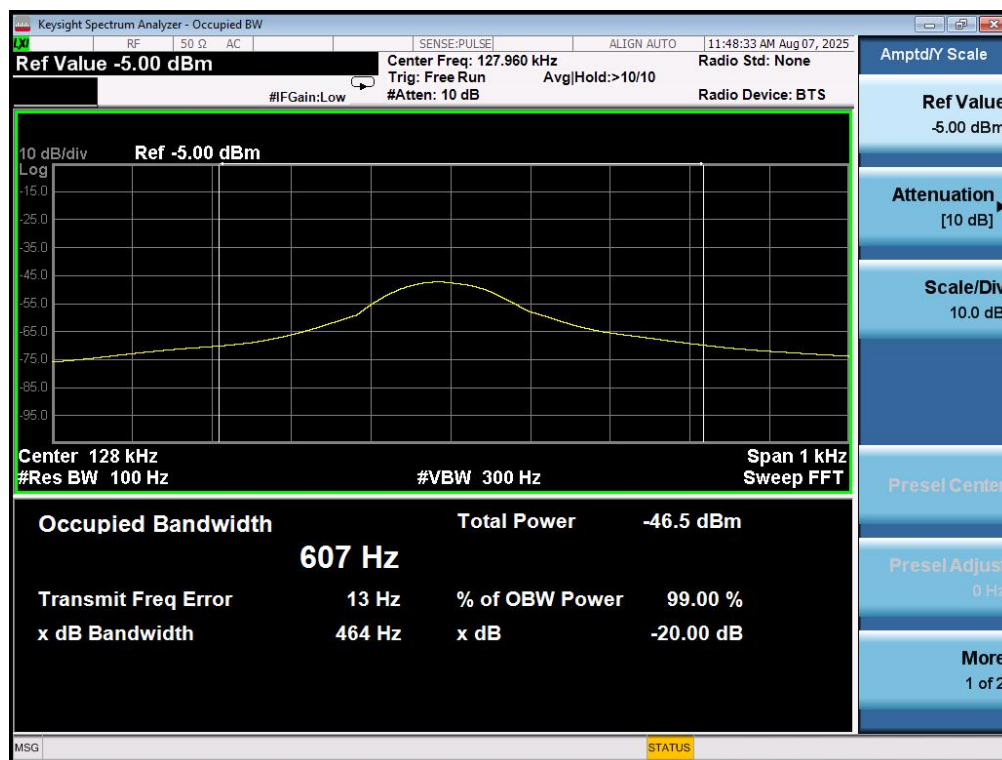 Keysight Spectrum Analyzer - Occupied BW
LXI RF 50 Ω AC SENSE:PULSE ALIGN AUTO 11:48:33 AM Aug 07, 2025
Ref Value -5.00 dBm
Center Freq: 127.960 kHz
Radio Std: None
Trig: Free Run Avg|Hold:>10/10
#IFGain:Low #Atten: 10 dB Radio Device: BTS
10 dB/div Ref -5.00 dBm
Log
-15.0
-25.0
-35.0
-45.0
-55.0
-65.0
-75.0
-85.0
-95.0
Center 128 kHz Span 1 kHz
#Res BW 100 Hz #VBW 300 Hz Sweep FFT
Occupied Bandwidth Total Power -46.5 dBm
607 Hz
Transmit Freq Error 13 Hz % of OBW Power 99.00 %
x dB Bandwidth 464 Hz x dB -20.00 dB
MSG STATUS
Amptd/Y Scale
Ref Value
-5.00 dBm
Attenuation
[10 dB]
Scale/Div
10.0 dB
Presel Center
Presel Adjust
0 Hz
More
1 of 2